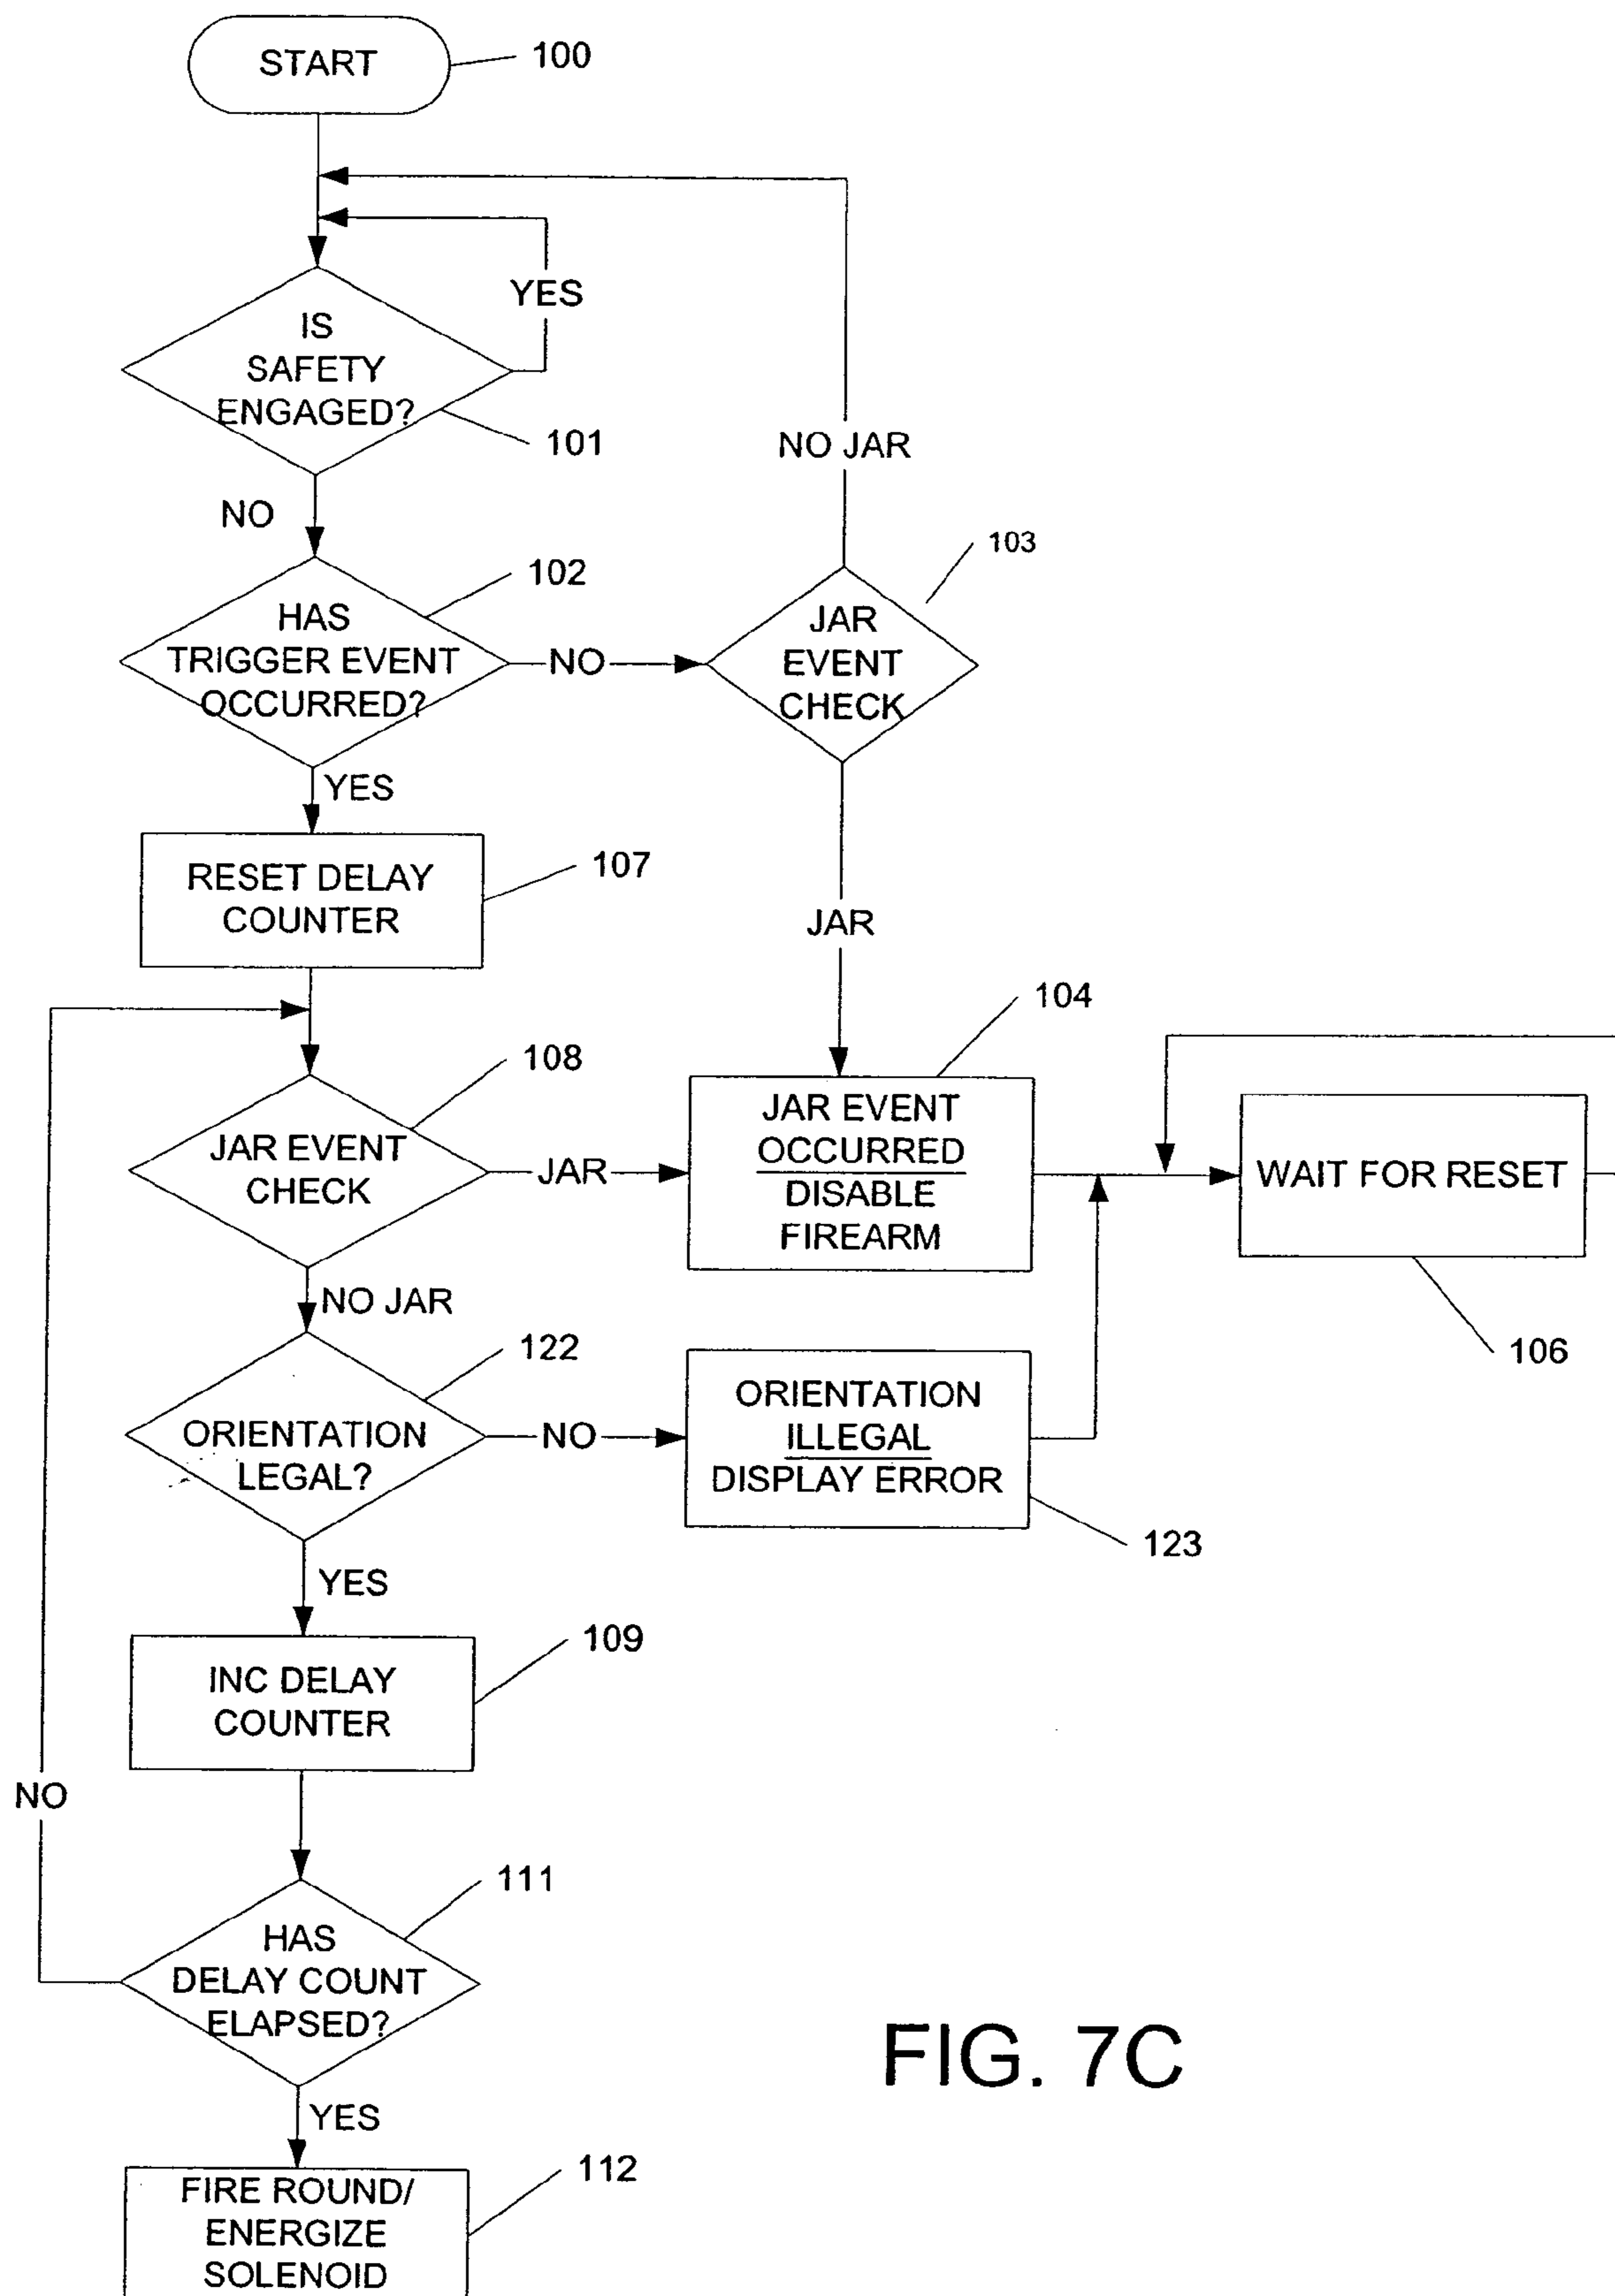 START
100
YES
IS
SAFETY
ENGAGED?
101
NO JAR
NO
103
102
HAS
TRIGGER EVENT
OCCURRED?
NO
JAR
EVENT
CHECK
YES
RESET DELAY
COUNTER
107
JAR
104
108
JAR EVENT
CHECK
JAR
JAR EVENT
OCCURRED
DISABLE
FIREARM
WAIT FOR RESET
NO JAR
106
122
ORIENTATION
LEGAL?
NO
ORIENTATION
ILLEGAL
DISPLAY ERROR
123
YES
109
INC DELAY
COUNTER
NO
111
HAS
DELAY COUNT
ELAPSED?
FIG. 7C
YES
112
FIRE ROUND/
ENERGIZE
SOLENOID